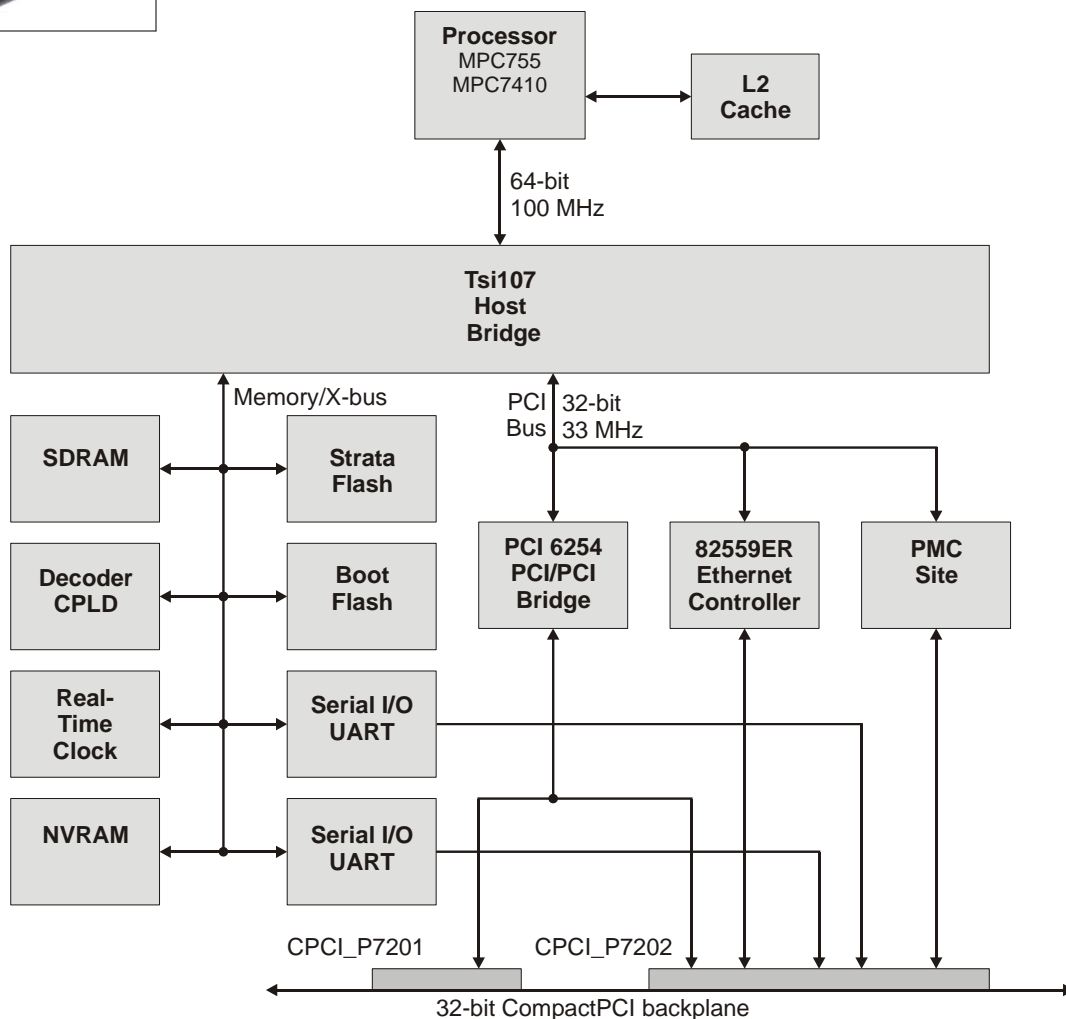 Processor
MPC755
MPC7410
L2
Cache
64-bit
100 MHz
Tsi107
Host
Bridge
Memory/X-bus
PCI 32-bit
Bus 33 MHz
SDRAM
Strata
Flash
PCI 6254
PCI/PCI
Bridge
82559ER
Ethernet
Controller
PMC
Site
Decoder
CPLD
Boot
Flash
Real-
Time
Clock
Serial I/O
UART
NVRAM
Serial I/O
UART
CPCI_P7201
CPCI_P7202
32-bit CompactPCI backplane